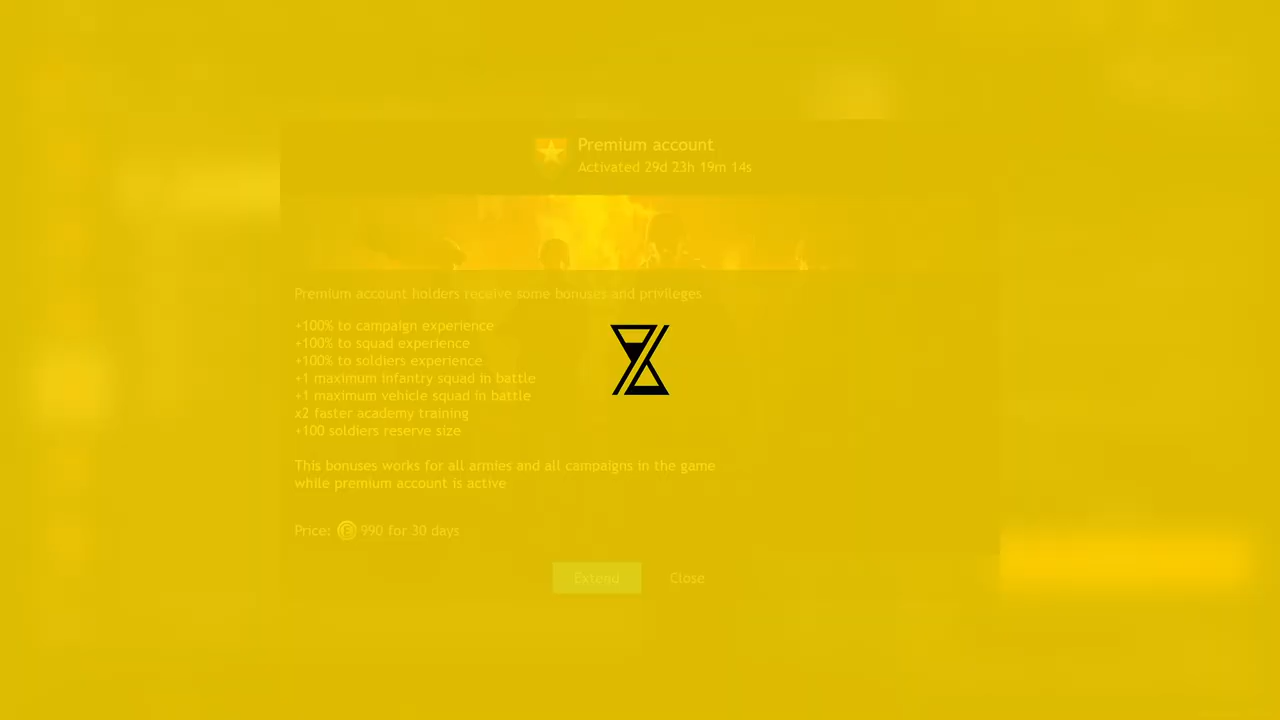 Premium account
Activated 29d 23h 19m 14s
Premium account holders receive some bonuses and privileges
+100% to campaign experience
+100% to squad experience
+100% to soldiers experience
+1 maximum infantry squad in battle
+1 maximum vehicle squad in battle
x2 faster academy training
+100 soldiers reserve size
This bonuses works for all armies and all campaigns in the game
while premium account is active
Price: 990 for 30 days
Extend Close